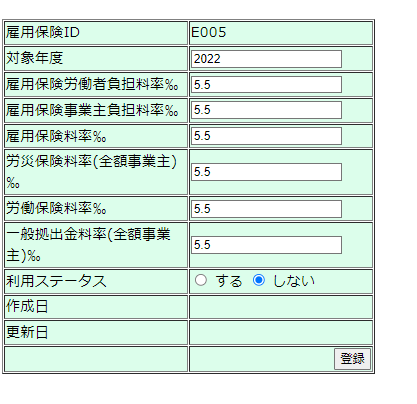 雇用保険ID E005
対象年度 2022
雇用保険労働者負担料率‰ 5.5
雇用保険事業主負担料率‰ 5.5
雇用保険料率‰ 5.5
労災保険料率(全額事業主)
‰ 5.5
労働保険料率‰ 5.5
一般拠出金料率(全額事業
主)‰ 5.5
利用ステータス する しない
作成日
更新日
登録